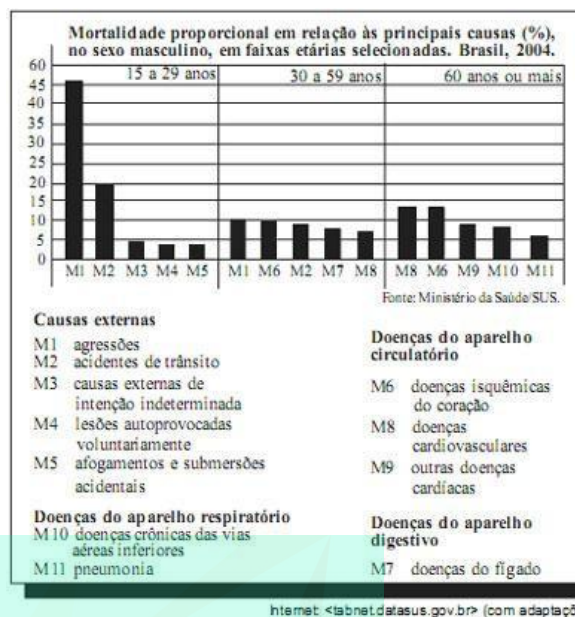 Mortalidade proporcional em relação às principais causas (%),
no sexo masculino, em faixas etárias selecionadas. Brasil, 2004.
15 a 29 anos
30 a 59 anos
60 anos ou mais
60
45
40
35
30
25
20
15
10
5
0
M1 M2 M3 M4 M5
M1 M6 M2 M7 M8
M8 M6 M9 M10 M11
Fonte: Ministério da Saúde/SUS.
Causas externas
M1 agressões
M2 acidentes de trânsito
M3 causas externas de
intenção indeterminada
M4 lesões autoprovocadas
voluntariamente
M5 afogamentos e submersões
acidentais
Doenças do aparelho respiratório
M10 doenças crônicas das vias
aéreas inferiores
M11 pneumonia
Doenças do aparelho
circulatório
M6 doenças isquêmicas
do coração
M8 doenças
cardiovasculares
M9 outras doenças
cardíacas
Doenças do aparelho
digestivo
M7 doenças do fígado
Internet: <tabnet.datasus.gov.br> (com adaptaçõ